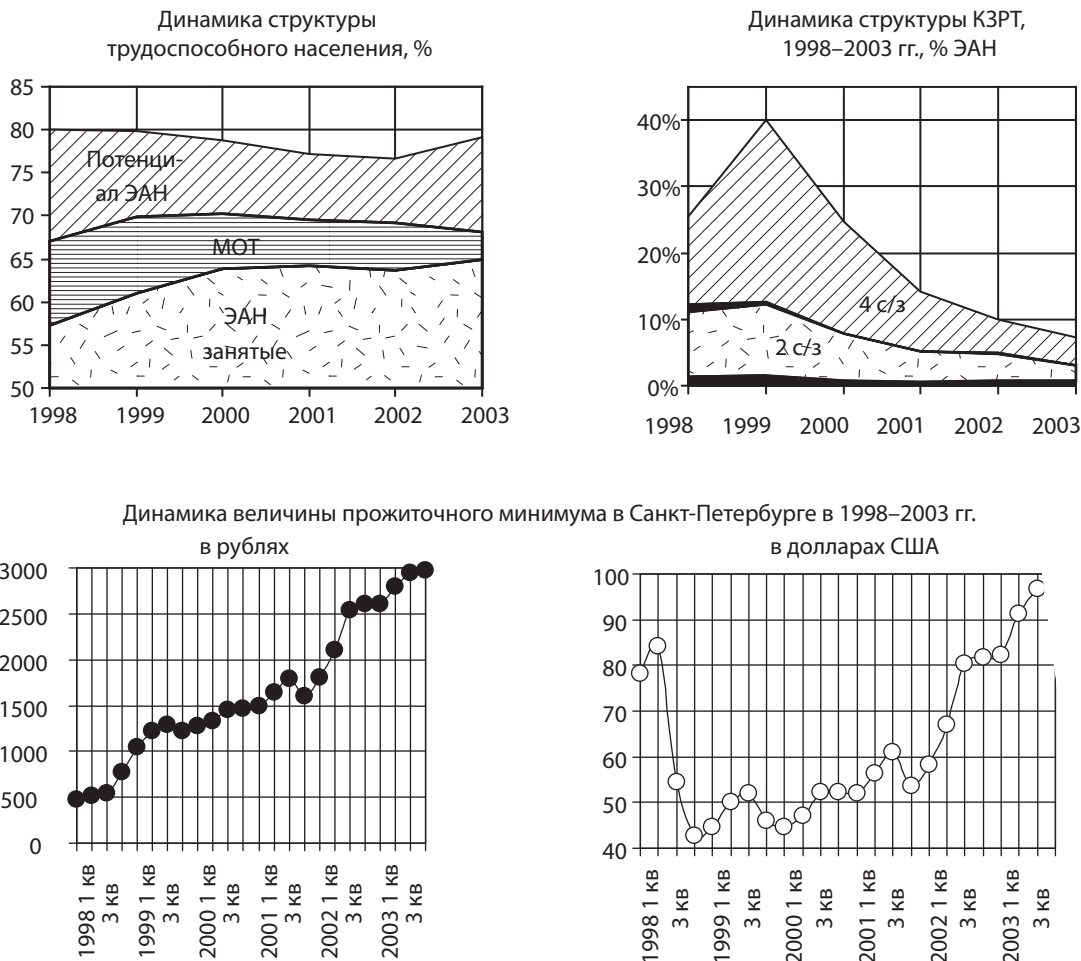 Динамика структуры
трудоспособного населения, %
85
80
75
70
65
60
55
50
Потенци-
ал ЭАН
МОТ
ЭАН
занятые
1998 1999 2000 2001 2002 2003
Динамика структуры КЗРТ,
1998–2003 гг., % ЭАН
40%
30%
20%
10%
0%
4 с/з
2 с/з
1998 1999 2000 2001 2002 2003
Динамика величины прожиточного минимума в Санкт-Петербурге в 1998–2003 гг.
в рублях
3000
2500
2000
1500
1000
500
0
1998 1 кв
3 кв
1999 1 кв
3 кв
2000 1 кв
3 кв
2001 1 кв
3 кв
2002 1 кв
3 кв
2003 1 кв
3 кв
в долларах США
100
90
80
70
60
50
40
1998 1 кв
3 кв
1999 1 кв
3 кв
2000 1 кв
3 кв
2001 1 кв
3 кв
2002 1 кв
3 кв
2003 1 кв
3 кв